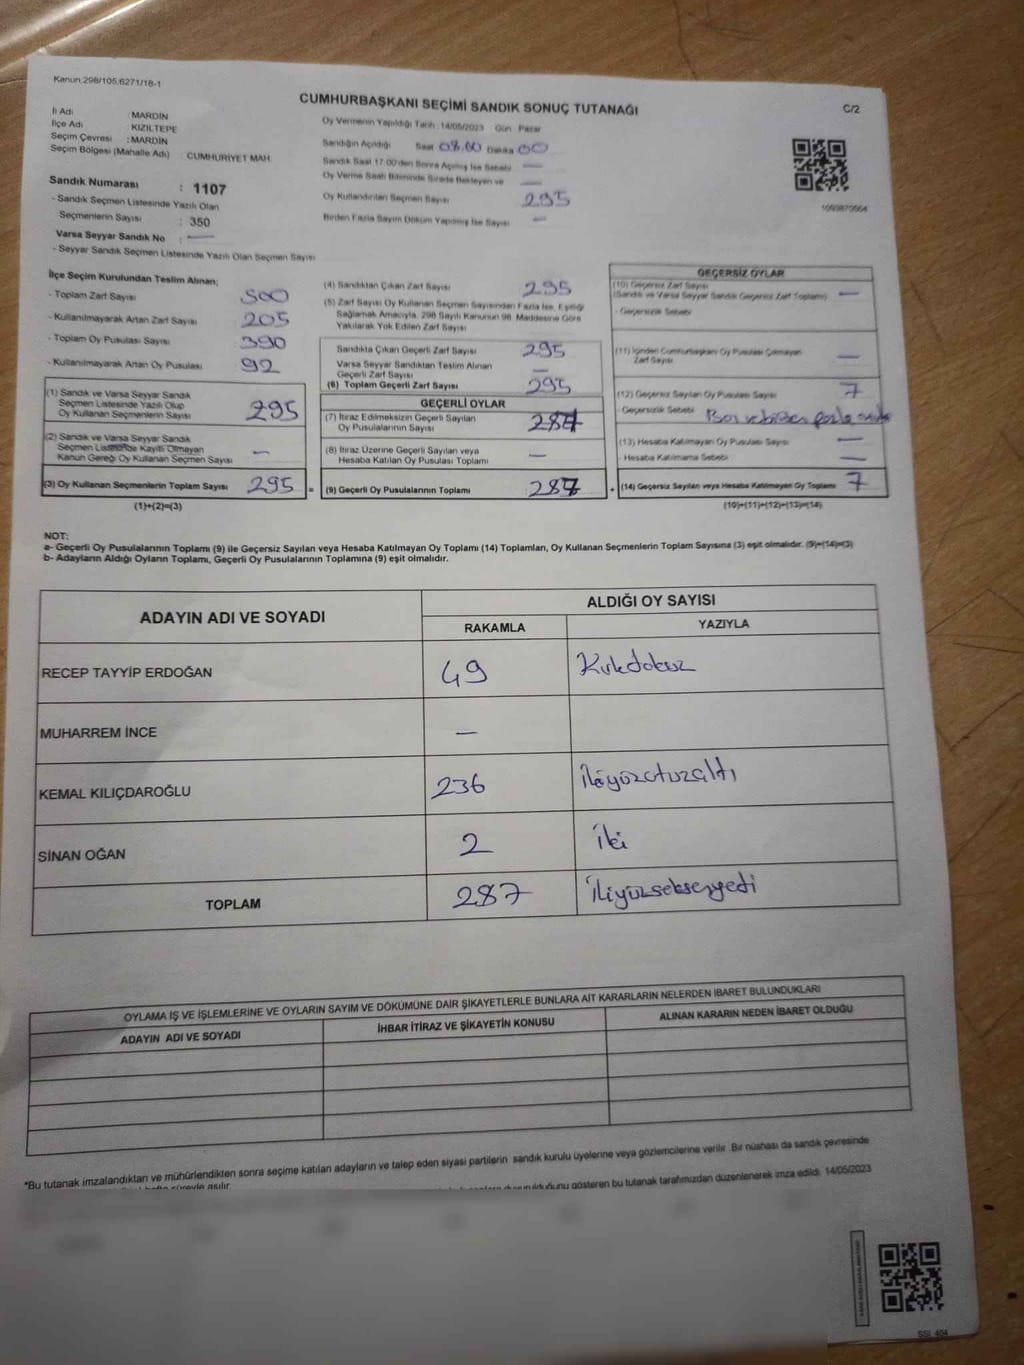 Kanun:298/105,6271/18-1
CUMHURBAŞKANI SEÇİMİ SANDIK SONUÇ TUTANAĞI
C/2
İl Adı : MARDİN
İlçe Adı KIZILTEPE
Seçim Çevresi : MARDİN
Seçim Bölgesi (Mahalle Adı) CUMHURİYET MAH
Sandık Numarası : 1107
- Sandık Seçmen Listesinde Yazılı Olan
Seçmenlerin Sayısı : 350
Varsa Seyyar Sandık No : —
- Seyyar Sandık Seçmen Listesinde Yazılı Olan Seçmen Sayısı
Oy Vermenin Yapıldığı Tarih : 14/05/2023 Gün : Pazar
Sandığın Açıldığı Saat 08.00 Dakika 00
Sandık Saat 17:00'den Sonra Açılmış İse Sebebi —
Oy Verme Saati Bitiminde Sırada Bekleyen ve —
Oy Kullandırılan Seçmen Sayısı 295
Birden Fazla Sayım Döküm Yapılmış İse Sayısı —
İlçe Seçim Kurulundan Teslim Alınan;
- Toplam Zarf Sayısı 500
- Kullanılmayarak Artan Zarf Sayısı 205
- Toplam Oy Pusulası Sayısı 390
- Kullanılmayarak Artan Oy Pusulası 92
(1) Sandık ve Varsa Seyyar Sandık
Seçmen Listesinde Yazılı Olup
Oy Kullanan Seçmenlerin Sayısı 295
(2) Sandık ve Varsa Seyyar Sandık
Seçmen Listesinde Kayıtlı Olmayan
Kanun Gereği Oy Kullanan Seçmen Sayısı —
(3) Oy Kullanan Seçmenlerin Toplam Sayısı 295 =
(1)+(2)=(3)
(4) Sandıktan Çıkan Zarf Sayısı 295
(5) Zarf Sayısı Oy Kullanan Seçmen Sayısından Fazla İse, Eşitliği
Sağlamak Amacıyla, 298 Sayılı Kanunun 98. Maddesine Göre
Yakılarak Yok Edilen Zarf Sayısı
Sandıkta Çıkan Geçerli Zarf Sayısı 295
Varsa Seyyar Sandıktan Teslim Alınan
Geçerli Zarf Sayısı —
(6) Toplam Geçerli Zarf Sayısı 295
GEÇERLİ OYLAR
(7) İtiraz Edilmeksizin Geçerli Sayılan
Oy Pusulalarının Sayısı 287
(8) İtiraz Üzerine Geçerli Sayılan veya
Hesaba Katılan Oy Pusulası Toplamı —
(9) Geçerli Oy Pusulalarının Toplamı 287 +
GEÇERSİZ OYLAR
(10) Geçersiz Zarf Sayısı
(Sandık ve Varsa Seyyar Sandık Geçersiz Zarf Toplamı) —
- Geçersizlik Sebebi
(11) İçinden Cumhurbaşkanı Oy Pusulası Çıkmayan
Zarf Sayısı —
(12) Geçersiz Sayılan Oy Pusulası Sayısı 7
- Geçersizlik Sebebi
(13) Hesaba Katılmayan Oy Pusulası Sayısı —
- Hesaba Katılmama Sebebi —
(14) Geçersiz Sayılan veya Hesaba Katılmayan Oy Toplamı 7
(10)+(11)+(12)+(13)=(14)
NOT:
a- Geçerli Oy Pusulalarının Toplamı (9) ile Geçersiz Sayılan veya Hesaba Katılmayan Oy Toplamı (14) Toplamları, Oy Kullanan Seçmenlerin Toplam Sayısına (3) eşit olmalıdır. (9)+(14)=(3)
b- Adayların Aldığı Oyların Toplamı, Geçerli Oy Pusulalarının Toplamına (9) eşit olmalıdır.
ADAYIN ADI VE SOYADI
ALDIĞI OY SAYISI
RAKAMLA YAZIYLA
RECEP TAYYİP ERDOĞAN 49 Kırkdokuz
MUHARREM İNCE —
KEMAL KILIÇDAROĞLU 236 ikiyüzotuzaltı
SİNAN OĞAN 2 iki
TOPLAM 287 ikiyüzseksenyedi
OYLAMA İŞ VE İŞLEMLERİNE VE OYLARIN SAYIM VE DÖKÜMÜNE DAİR ŞİKAYETLERLE BUNLARA AİT KARARLARIN NELERDEN İBARET BULUNDUKLARI
ADAYIN ADI VE SOYADI İHBAR İTİRAZ VE ŞİKAYETİN KONUSU ALINAN KARARIN NEDEN İBARET OLDUĞU
*Bu tutanak imzalandıktan ve mühürlendikten sonra seçime katılan adayların ve talep eden siyasi partilerin sandık kurulu üyelerine veya gözlemcilerine verilir. Bir nüshası da sandık çevresinde
gösteren bu tutanak tarafımızdan düzenlenerek imza edildi. 14/05/2023